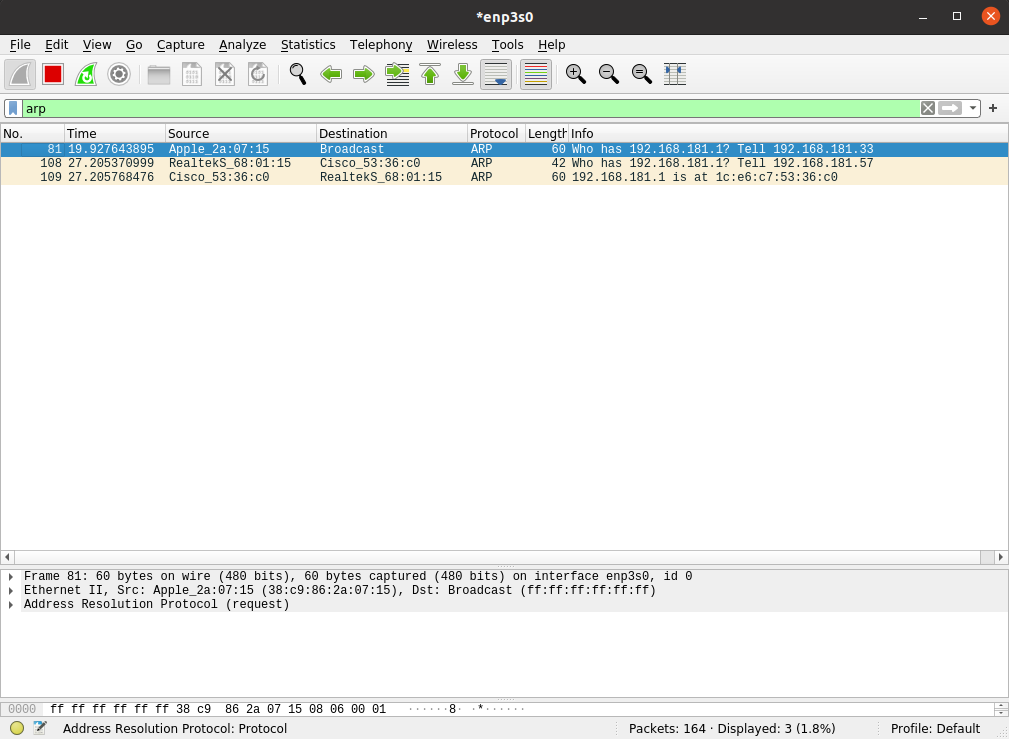 *enp3s0
File Edit View Go Capture Analyze Statistics Telephony Wireless Tools Help
arp
No. Time Source Destination Protocol Length Info
81 19.927643895 Apple_2a:07:15 Broadcast ARP 60 Who has 192.168.181.1? Tell 192.168.181.33
108 27.205370999 RealtekS_68:01:15 Cisco_53:36:c0 ARP 42 Who has 192.168.181.1? Tell 192.168.181.57
109 27.205768476 Cisco_53:36:c0 RealtekS_68:01:15 ARP 60 192.168.181.1 is at 1c:e6:c7:53:36:c0
Frame 81: 60 bytes on wire (480 bits), 60 bytes captured (480 bits) on interface enp3s0, id 0
Ethernet II, Src: Apple_2a:07:15 (38:c9:86:2a:07:15), Dst: Broadcast (ff:ff:ff:ff:ff:ff)
Address Resolution Protocol (request)
0000 ff ff ff ff ff ff 38 c9 86 2a 07 15 08 06 00 01 ······8· ·*······
Address Resolution Protocol: Protocol Packets: 164 · Displayed: 3 (1.8%) Profile: Default